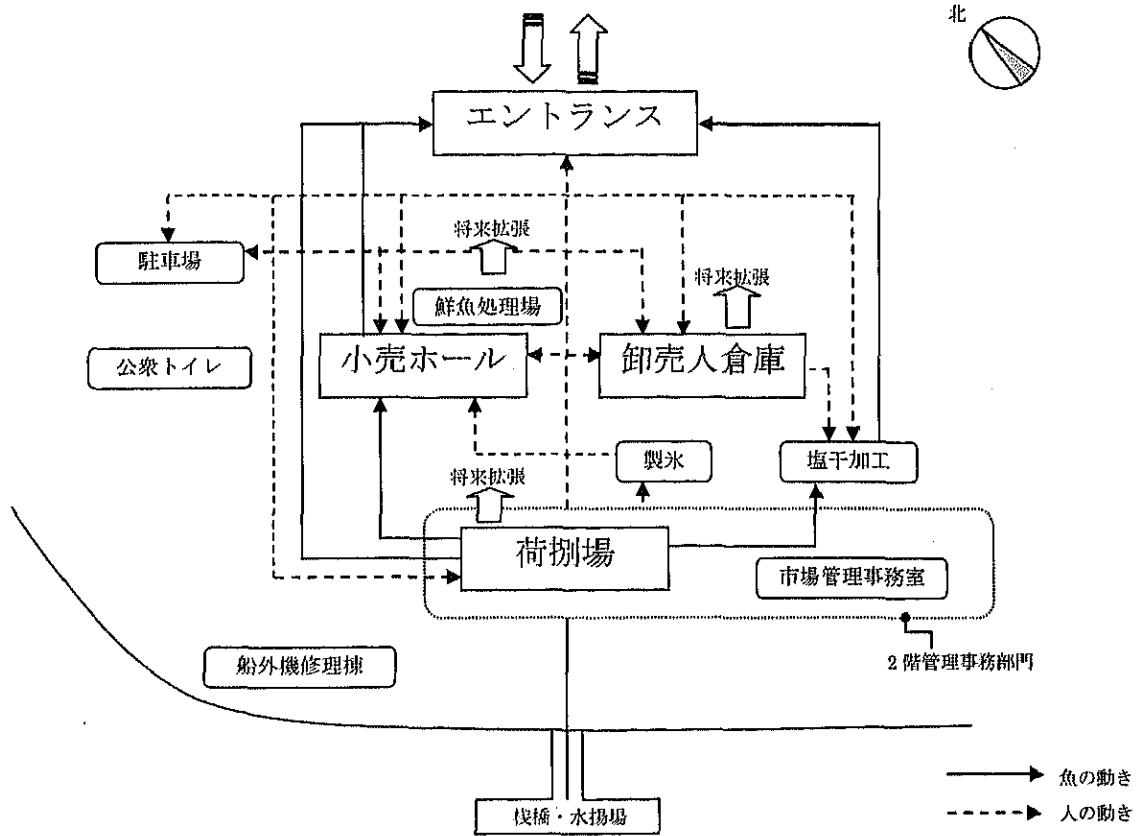 北
エントランス
将来拡張
駐車場
将来拡張
鮮魚処理場
小売ホール
卸売人倉庫
公衆トイレ
製氷
塩干加工
将来拡張
荷捌場
市場管理事務室
2階管理事務部門
船外機修理棟
魚の動き
人の動き
桟橋・水揚場